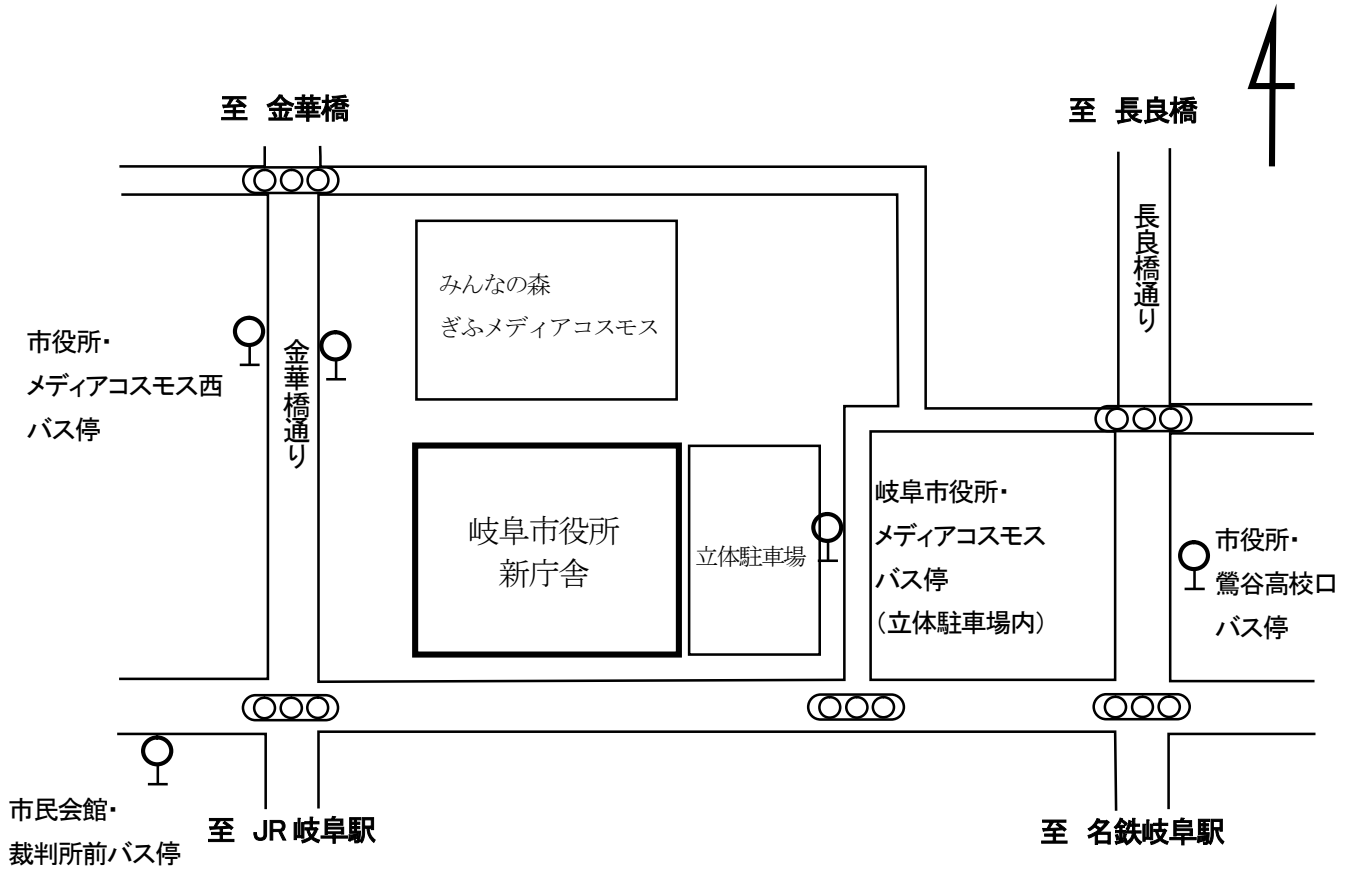 至 金華橋
至 長良橋
長良橋通り
みんなの森
ぎふメディアコスモス
市役所・
メディアコスモス西
バス停
金華橋通り
岐阜市役所
新庁舎
立体駐車場
岐阜市役所・
メディアコスモス
バス停
（立体駐車場内）
市役所・
鶯谷高校口
バス停
市民会館・
裁判所前バス停
至 JR岐阜駅
至 名鉄岐阜駅